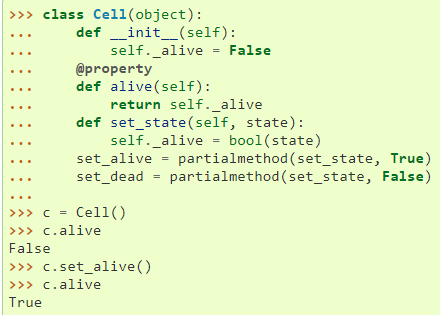 >>> class Cell(object):
...     def __init__(self):
...         self._alive = False
...     @property
...     def alive(self):
...         return self._alive
...     def set_state(self, state):
...         self._alive = bool(state)
...     set_alive = partialmethod(set_state, True)
...     set_dead = partialmethod(set_state, False)
...
>>> c = Cell()
>>> c.alive
False
>>> c.set_alive()
>>> c.alive
True